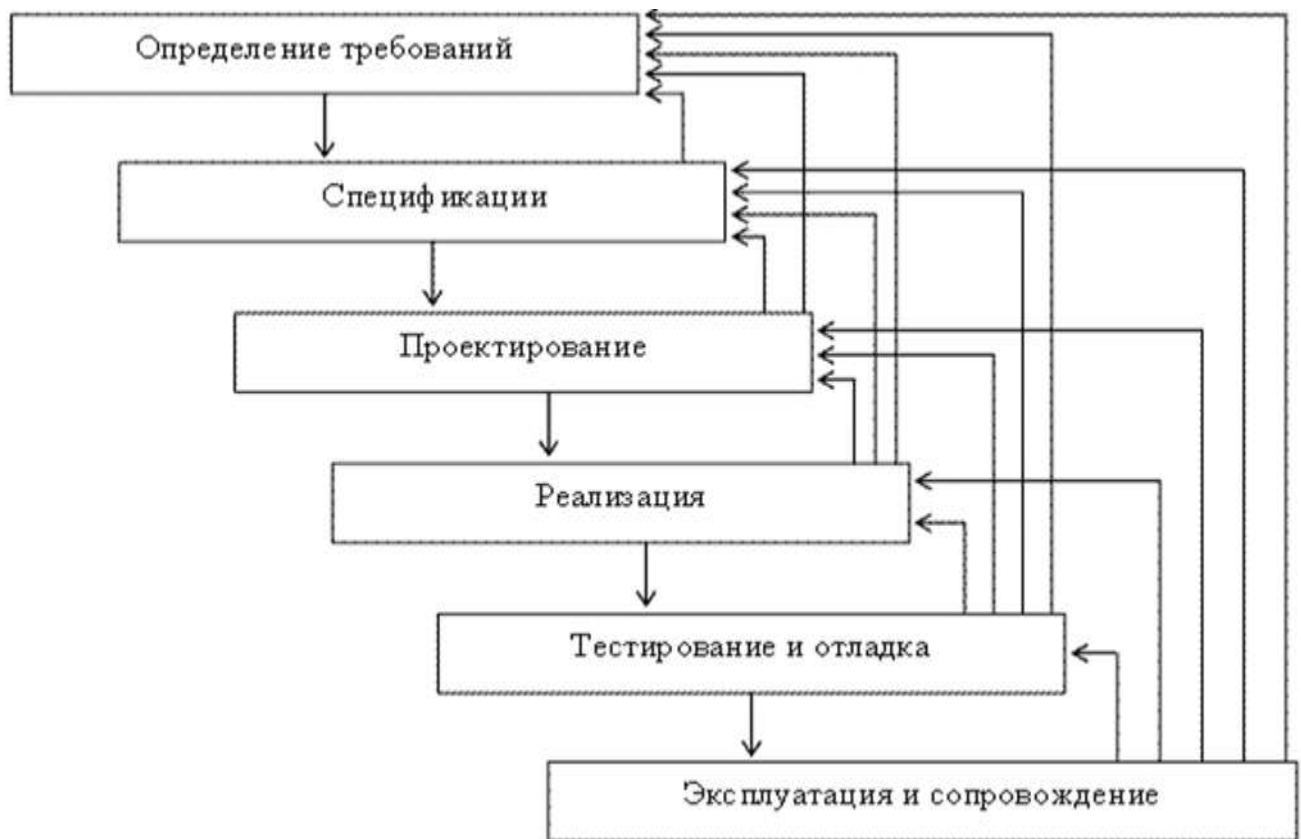 Определение требований
Спецификации
Проектирование
Реализация
Тестирование и отладка
Эксплуатация и сопровождение